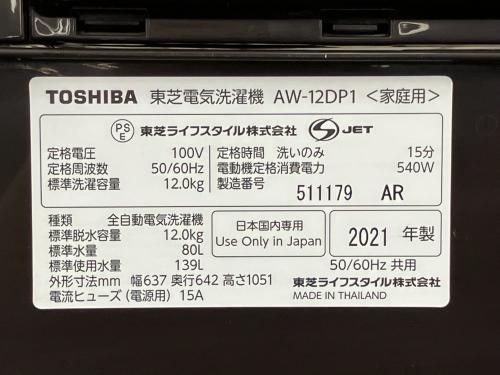 TOSHIBA 東芝電気洗濯機 AW-12DP1 <家庭用>
PS E 東芝ライフスタイル株式会社 S JET
定格電圧 100V 定格時間 洗いのみ 15分
定格周波数 50/60Hz 電動機定格消費電力 540W
標準洗濯容量 12.0kg 製造番号 511179 AR
種類 全自動電気洗濯機
標準脱水容量 12.0kg
標準水量 80L
標準使用水量 139L
外形寸法mm 幅637 奥行642 高さ1051
電流ヒューズ(電源用) 15A
日本国内専用
Use Only in Japan
2021 年製
50/60Hz 共用
東芝ライフスタイル株式会社
MADE IN THAILAND